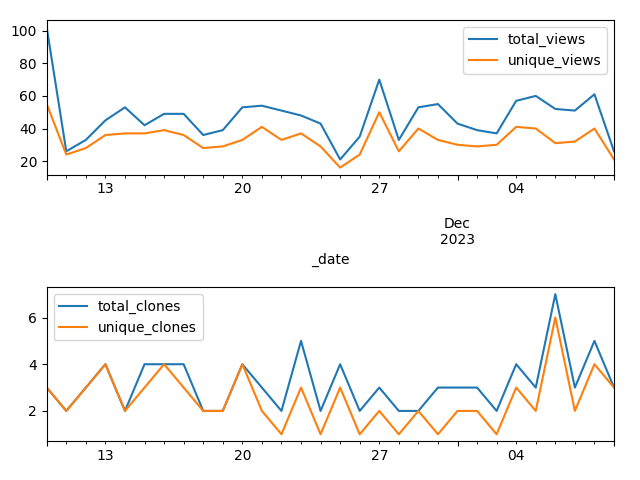 100
80
60
40
20
total_views
unique_views
13
20
27
04
Dec
2023
_date
6
4
2
total_clones
unique_clones
13
20
27
04